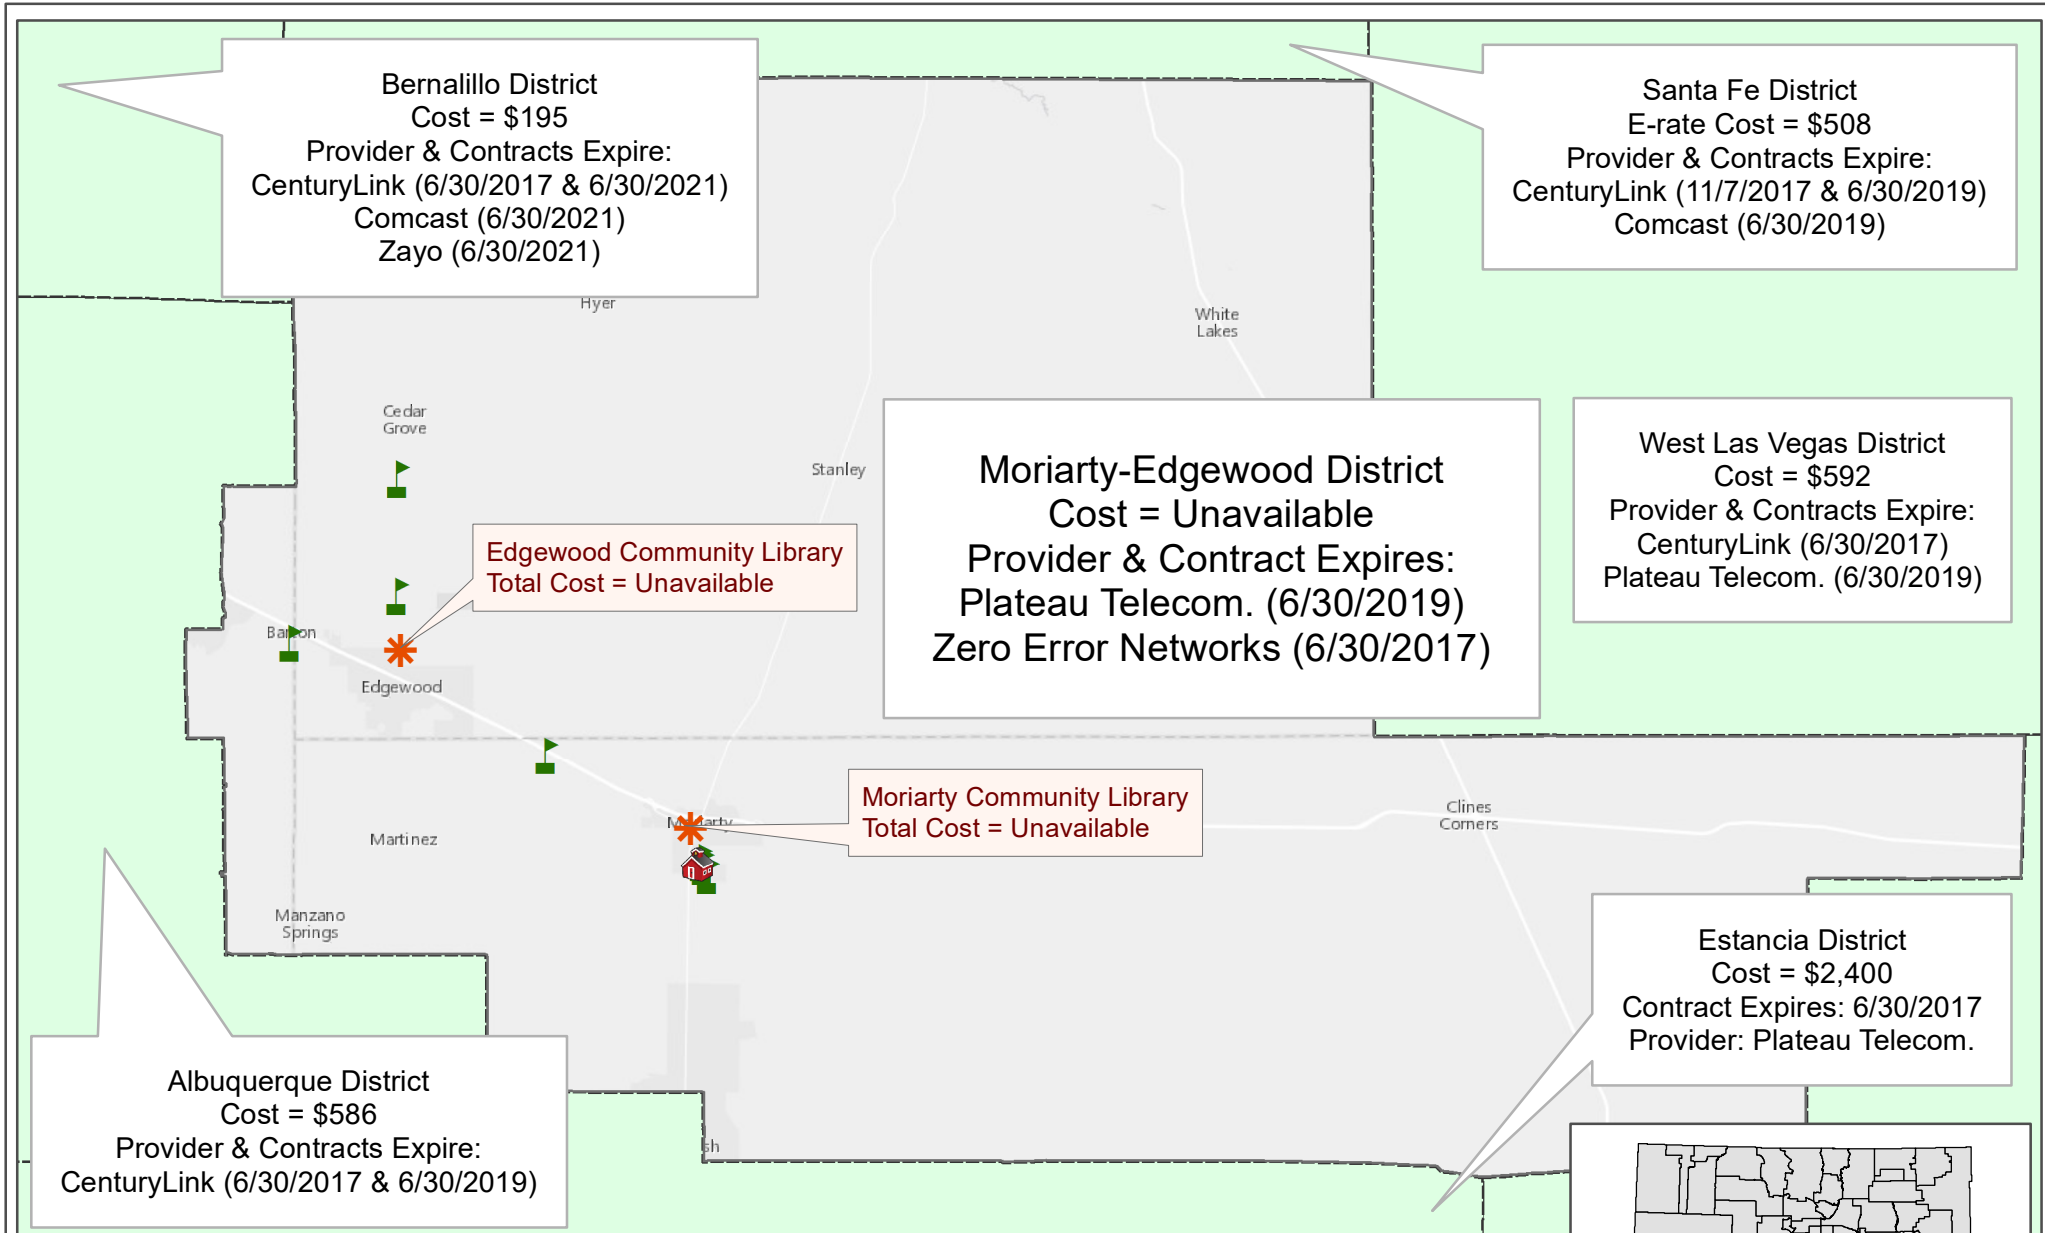 Bernalillo District
Cost = $195
Provider & Contracts Expire:
CenturyLink (6/30/2017 & 6/30/2021)
Comcast (6/30/2021)
Zayo (6/30/2021)
Santa Fe District
E-rate Cost = $508
Provider & Contracts Expire:
CenturyLink (11/7/2017 & 6/30/2019)
Comcast (6/30/2019)
Hyer
White
Lakes
Cedar
Grove
Stanley
Moriarty-Edgewood District
Cost = Unavailable
Provider & Contract Expires:
Plateau Telecom. (6/30/2019)
Zero Error Networks (6/30/2017)
West Las Vegas District
Cost = $592
Provider & Contracts Expire:
CenturyLink (6/30/2017)
Plateau Telecom. (6/30/2019)
Edgewood Community Library
Total Cost = Unavailable
Barton
Edgewood
Moriarty Community Library
Total Cost = Unavailable
Moriarty
Clines
Corners
Martinez
Manzano
Springs
Estancia District
Cost = $2,400
Contract Expires: 6/30/2017
Provider: Plateau Telecom.
Albuquerque District
Cost = $586
Provider & Contracts Expire:
CenturyLink (6/30/2017 & 6/30/2019)